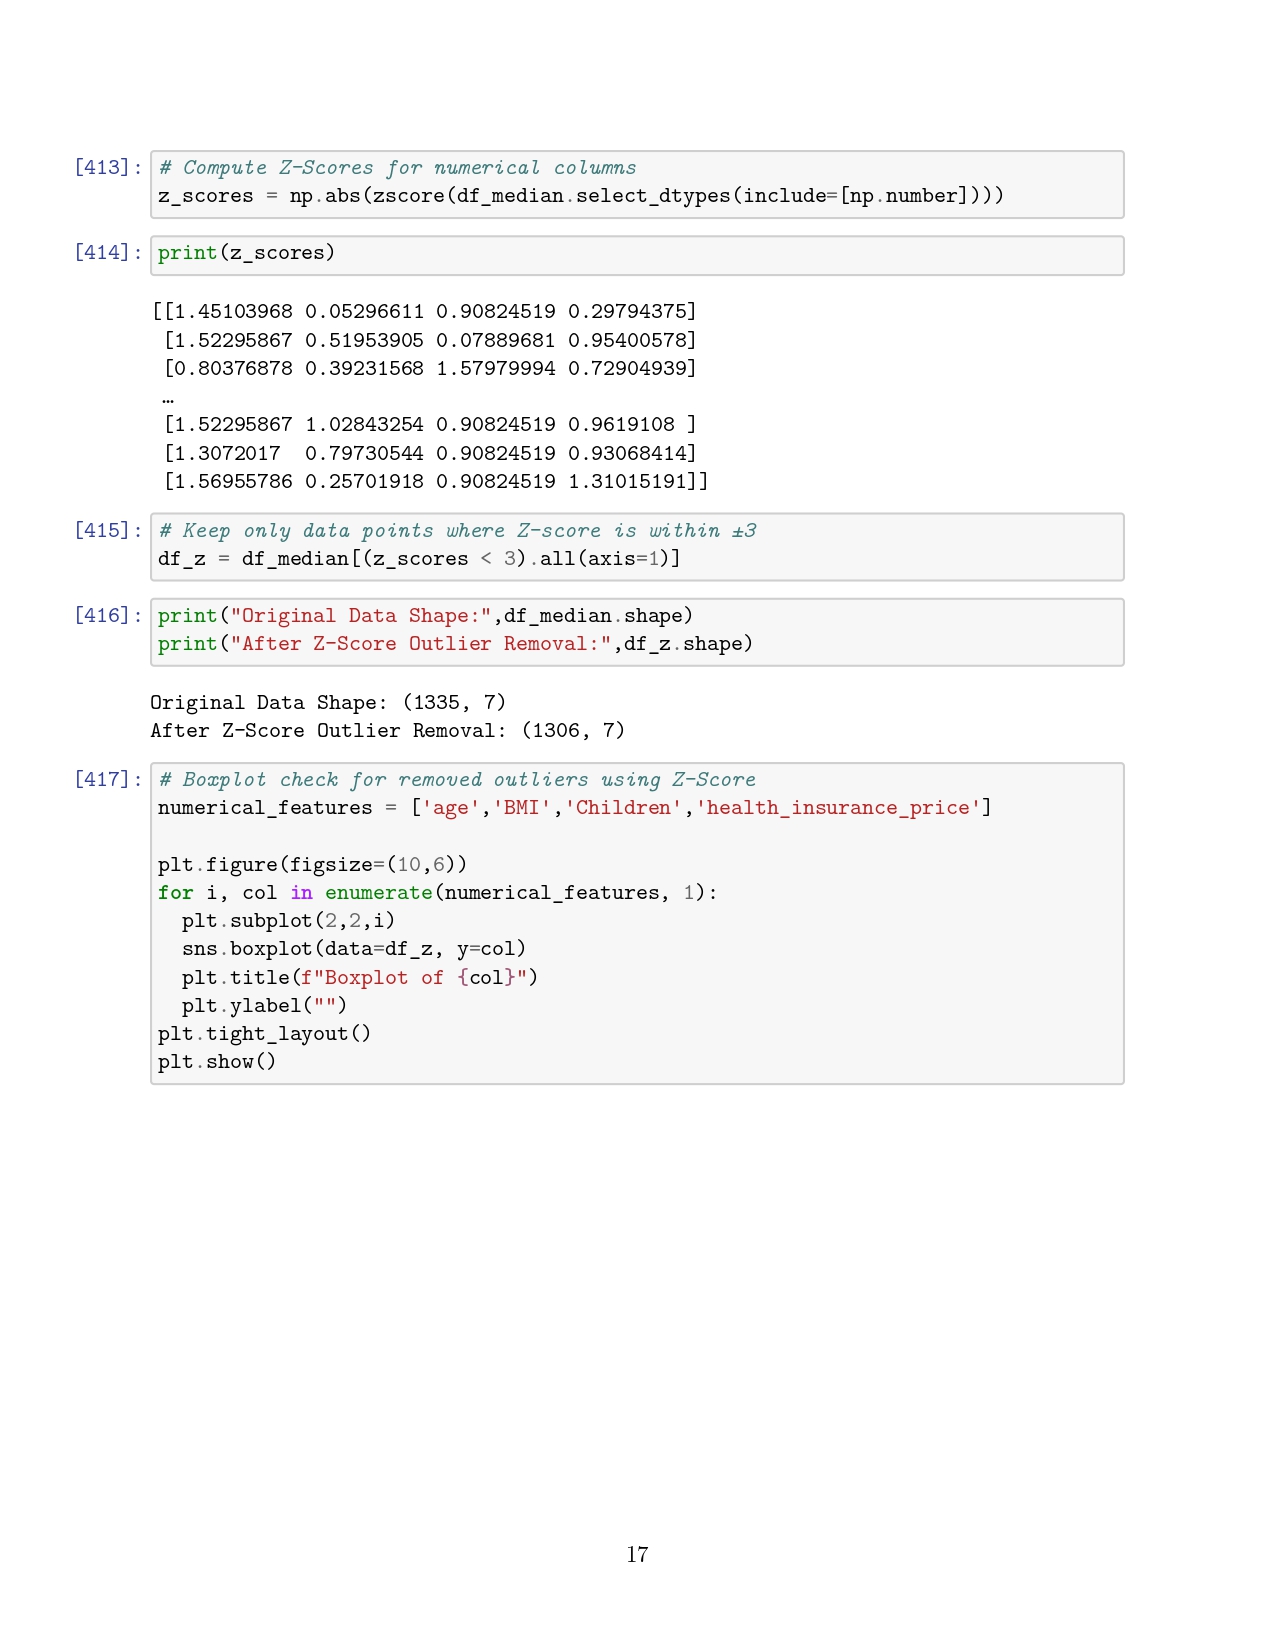 [413]: # Compute Z-Scores for numerical columns
z_scores = np.abs(zscore(df_median.select_dtypes(include=[np.number])))
[414]: print(z_scores)
[[1.45103968 0.05296611 0.90824519 0.29794375]
 [1.52295867 0.51953905 0.07889681 0.95400578]
 [0.80376878 0.39231568 1.57979994 0.72904939]
 …
 [1.52295867 1.02843254 0.90824519 0.9619108 ]
 [1.3072017  0.79730544 0.90824519 0.93068414]
 [1.56955786 0.25701918 0.90824519 1.31015191]]
[415]: # Keep only data points where Z-score is within ±3
df_z = df_median[(z_scores < 3).all(axis=1)]
[416]: print("Original Data Shape:",df_median.shape)
print("After Z-Score Outlier Removal:",df_z.shape)
Original Data Shape: (1335, 7)
After Z-Score Outlier Removal: (1306, 7)
[417]: # Boxplot check for removed outliers using Z-Score
numerical_features = ['age','BMI','Children','health_insurance_price']
plt.figure(figsize=(10,6))
for i, col in enumerate(numerical_features, 1):
  plt.subplot(2,2,i)
  sns.boxplot(data=df_z, y=col)
  plt.title(f"Boxplot of {col}")
  plt.ylabel("")
plt.tight_layout()
plt.show()
17